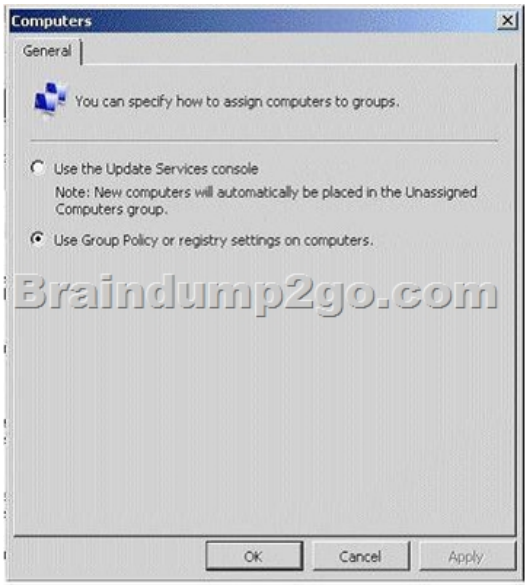 Computers
General
You can specify how to assign computers to groups.
Use the Update Services console
Note: New computers will automatically be placed in the Unassigned
Computers group.
Use Group Policy or registry settings on computers.
Braindump2go.com
OK
Cancel
Apply